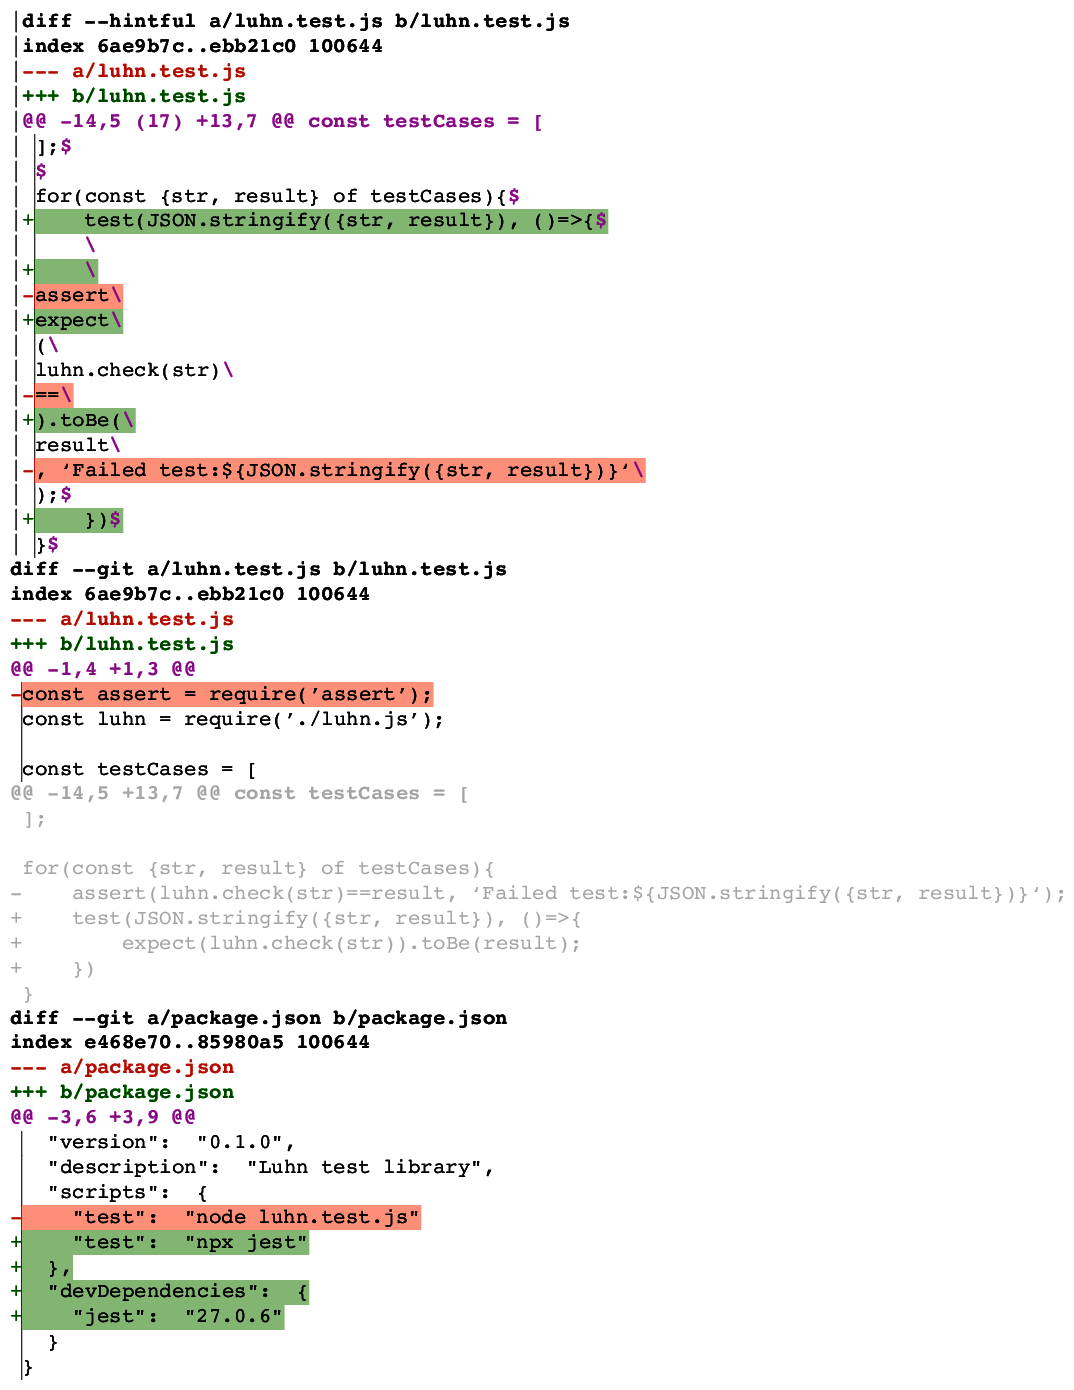 |diff --hintful a/luhn.test.js b/luhn.test.js
|index 6ae9b7c..ebb21c0 100644
|--- a/luhn.test.js
|+++ b/luhn.test.js
|@@ -14,5 (17) +13,7 @@ const testCases = [
| ];$
| $
| for(const {str, result} of testCases){$
|+    test(JSON.stringify({str, result}), ()=>{$
|     \
|+    \
|-assert\
|+expect\
| (\
| luhn.check(str)\
|-==\
|+).toBe(\
| result\
|-, ‘Failed test:${JSON.stringify({str, result})}‘\
| );$
|+    })$
| }$
diff --git a/luhn.test.js b/luhn.test.js
index 6ae9b7c..ebb21c0 100644
--- a/luhn.test.js
+++ b/luhn.test.js
@@ -1,4 +1,3 @@
-const assert = require(’assert’);
 const luhn = require(’./luhn.js’);

 const testCases = [
@@ -14,5 +13,7 @@ const testCases = [
 ];

 for(const {str, result} of testCases){
-    assert(luhn.check(str)==result, ‘Failed test:${JSON.stringify({str, result})}‘);
+    test(JSON.stringify({str, result}), ()=>{
+        expect(luhn.check(str)).toBe(result);
+    })
 }
diff --git a/package.json b/package.json
index e468e70..85980a5 100644
--- a/package.json
+++ b/package.json
@@ -3,6 +3,9 @@
   "version":  "0.1.0",
   "description":  "Luhn test library",
   "scripts":  {
-    "test":  "node luhn.test.js"
+    "test":  "npx jest"
+  },
+  "devDependencies":  {
+    "jest":  "27.0.6"
   }
 }